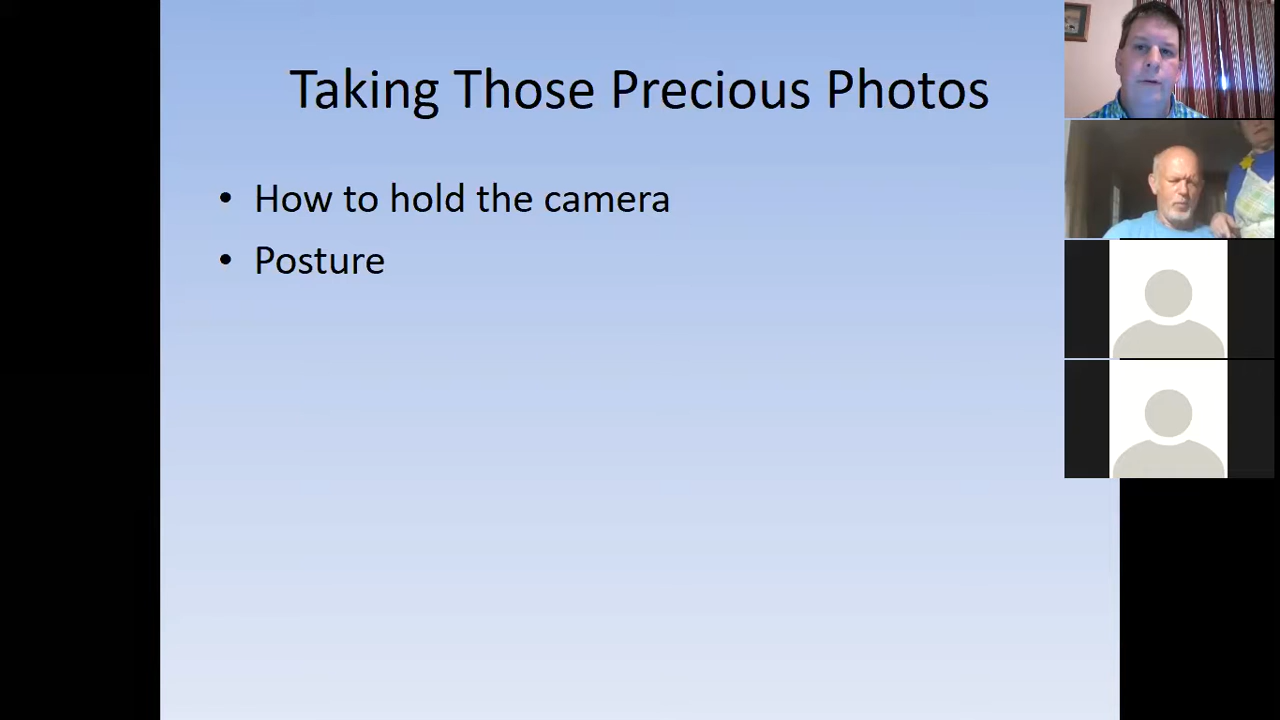 Taking Those Precious Photos
• How to hold the camera
• Posture